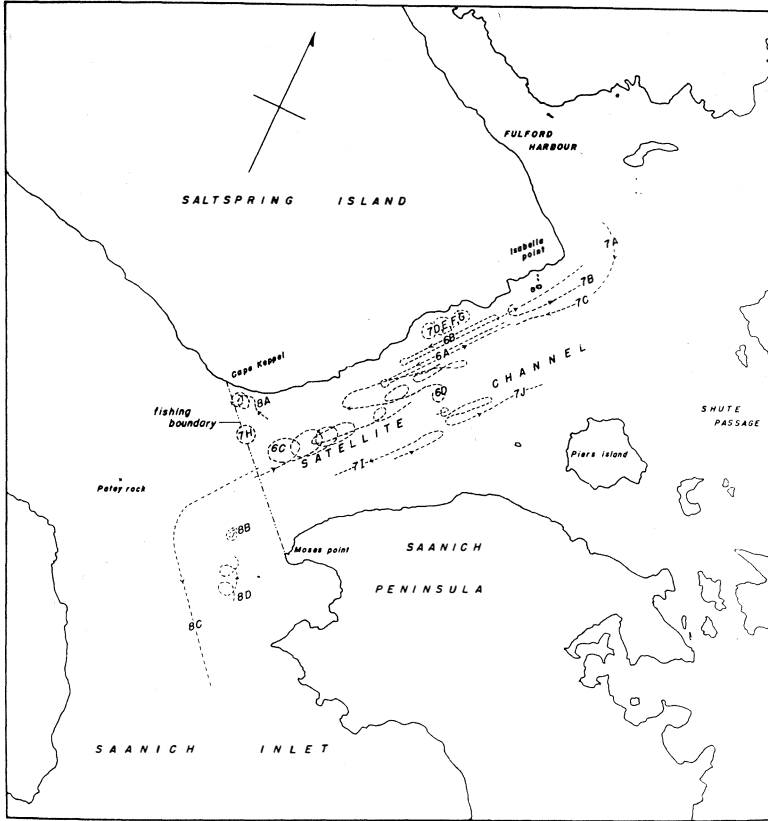 FULFORD
HARBOUR
SALTSPRING ISLAND
Isabella
point
7A
7B
7C
7D,E,F,G
6B
6A
Cape Keppel
8A
CHANNEL
6D
7J
fishing
boundary
7H
SHUTE
PASSAGE
6C
SATELLITE
7I
Piers island
Patey rock
8B
Moses point
SAANICH
PENINSULA
8D
8C
SAANICH INLET